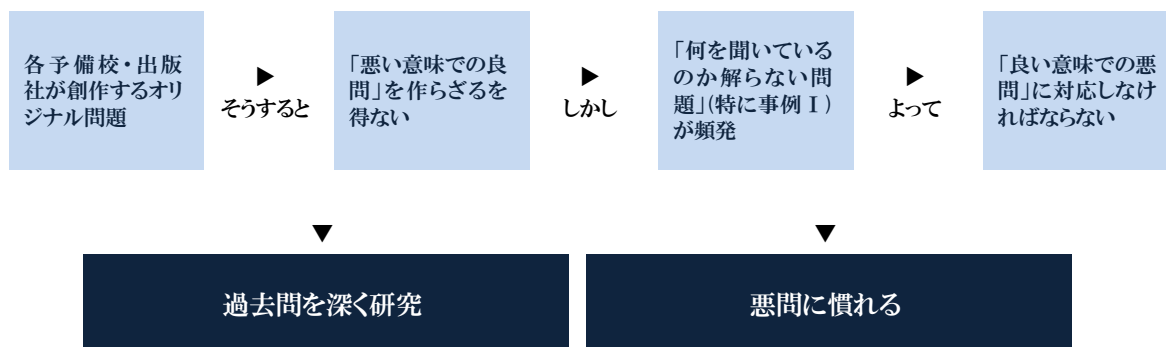 各予備校・出版
社が創作するオリ
ジナル問題
▶
そうすると
「悪い意味での良
問」を作らざるを
得ない
▶
しかし
「何を聞いている
のか解らない問
題」(特に事例Ⅰ)
が頻発
▶
よって
「良い意味での悪
問」に対応しなけ
ればならない
▼
▼
過去問を深く研究
悪問に慣れる